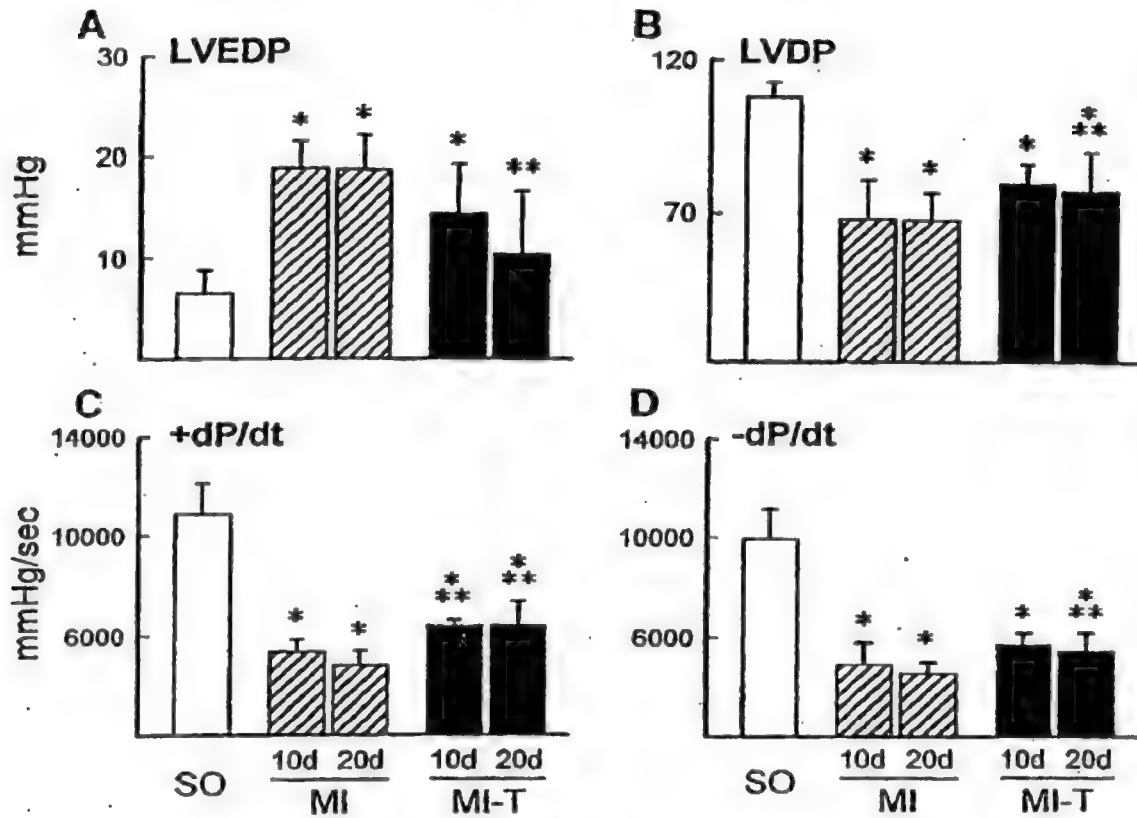 A
LVEDP
30
20
10
mmHg
*
*
*
**
B
LVDP
120
70
*
*
*
*
**
C
+dP/dt
14000
10000
6000
mmHg/sec
*
*
*
**
*
**
SO
10d 20d
MI
10d 20d
MI-T
D
-dP/dt
14000
10000
6000
*
*
*
*
**
SO
10d 20d
MI
10d 20d
MI-T